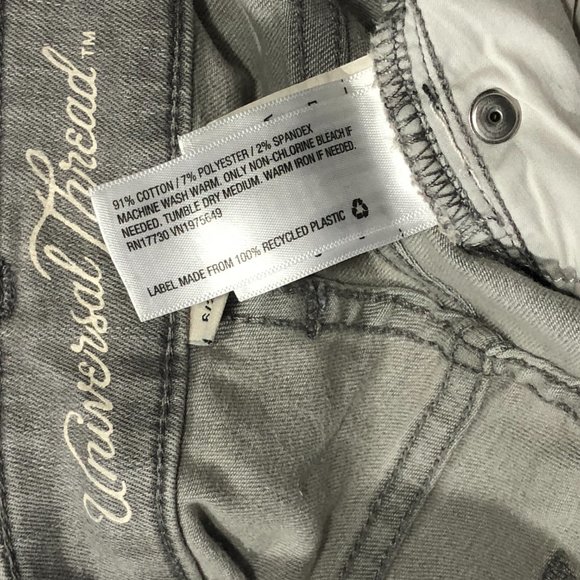 Universal Thread™
91% COTTON / 7% POLYESTER / 2% SPANDEX
MACHINE WASH WARM. ONLY NON-CHLORINE BLEACH IF
NEEDED. TUMBLE DRY MEDIUM. WARM IRON IF NEEDED.
RN17730 VN1975649
LABEL MADE FROM 100% RECYCLED PLASTIC